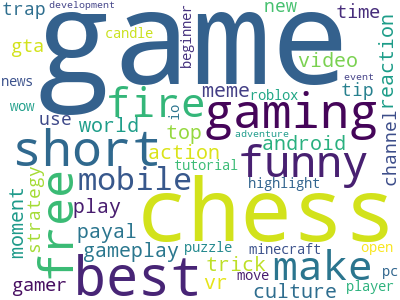 trap
development
candle
beginner
new
time
game
gta
video
reaction
news
fire
meme
tip
wow
use
world
io
roblox
gaming
channel
short
top
android
action
funny
tutorial
adventure
event
moment
strategy
free
mobile
highlight
chess
play
payal
gameplay
puzzle
minecraft
open
gamer
best
trick
vr
move
make
culture
player
pc